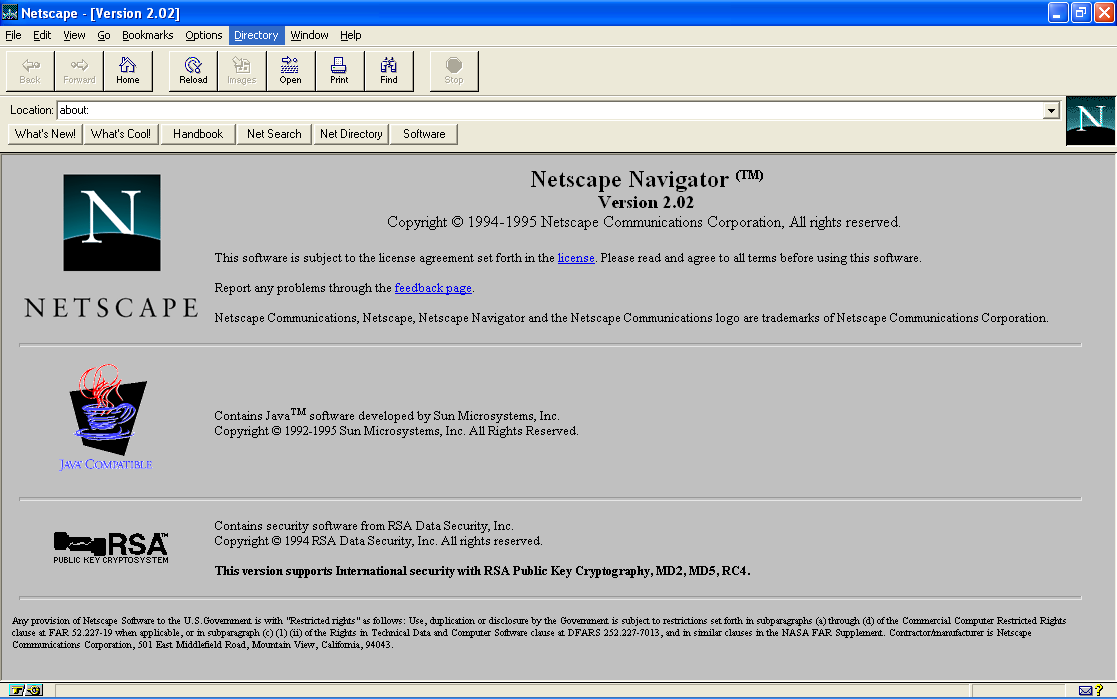 Netscape - [Version 2.02]
File Edit View Go Bookmarks Options Directory Window Help
Back Forward Home Reload Images Open Print Find Stop
Location: about:
N
What's New! What's Cool! Handbook Net Search Net Directory Software
N
NETSCAPE
Netscape Navigator (TM)
Version 2.02
Copyright © 1994-1995 Netscape Communications Corporation, All rights reserved.
This software is subject to the license agreement set forth in the license. Please read and agree to all terms before using this software.
Report any problems through the feedback page.
Netscape Communications, Netscape, Netscape Navigator and the Netscape Communications logo are trademarks of Netscape Communications Corporation.
JAVA COMPATIBLE
Contains Java™ software developed by Sun Microsystems, Inc.
Copyright © 1992-1995 Sun Microsystems, Inc. All Rights Reserved.
RSA™
PUBLIC KEY CRYPTOSYSTEM
Contains security software from RSA Data Security, Inc.
Copyright © 1994 RSA Data Security, Inc. All rights reserved.
This version supports International security with RSA Public Key Cryptography, MD2, MD5, RC4.
Any provision of Netscape Software to the U.S.Government is with "Restricted rights" as follows: Use, duplication or disclosure by the Government is subject to restrictions set forth in subparagraphs (a) through (d) of the Commercial Computer Restricted Rights
clause at FAR 52.227-19 when applicable, or in subparagraph (c) (1) (ii) of the Rights in Technical Data and Computer Software clause at DFARS 252.227-7013, and in similar clauses in the NASA FAR Supplement. Contractor/manufacturer is Netscape
Communications Corporation, 501 East Middlefield Road, Mountain View, California, 94043.